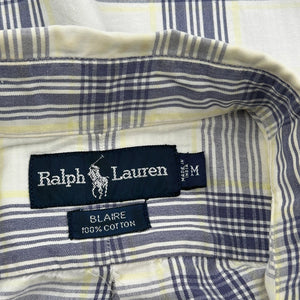 Ralph Lauren
M
BLAIRE
100% COTTON